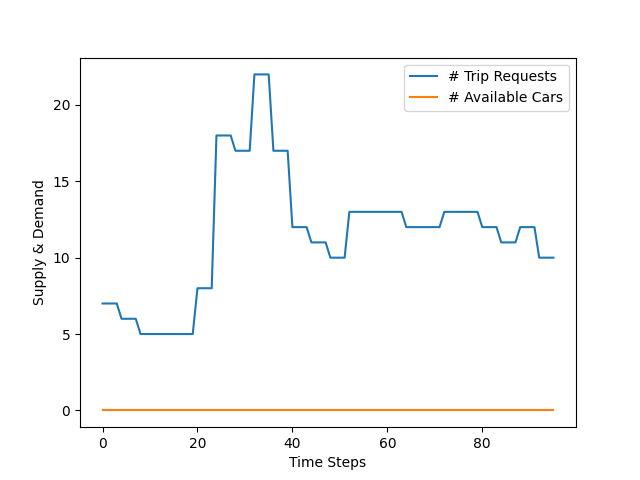 # Trip Requests
# Available Cars
Supply & Demand
20
15
10
5
0
0 20 40 60 80
Time Steps